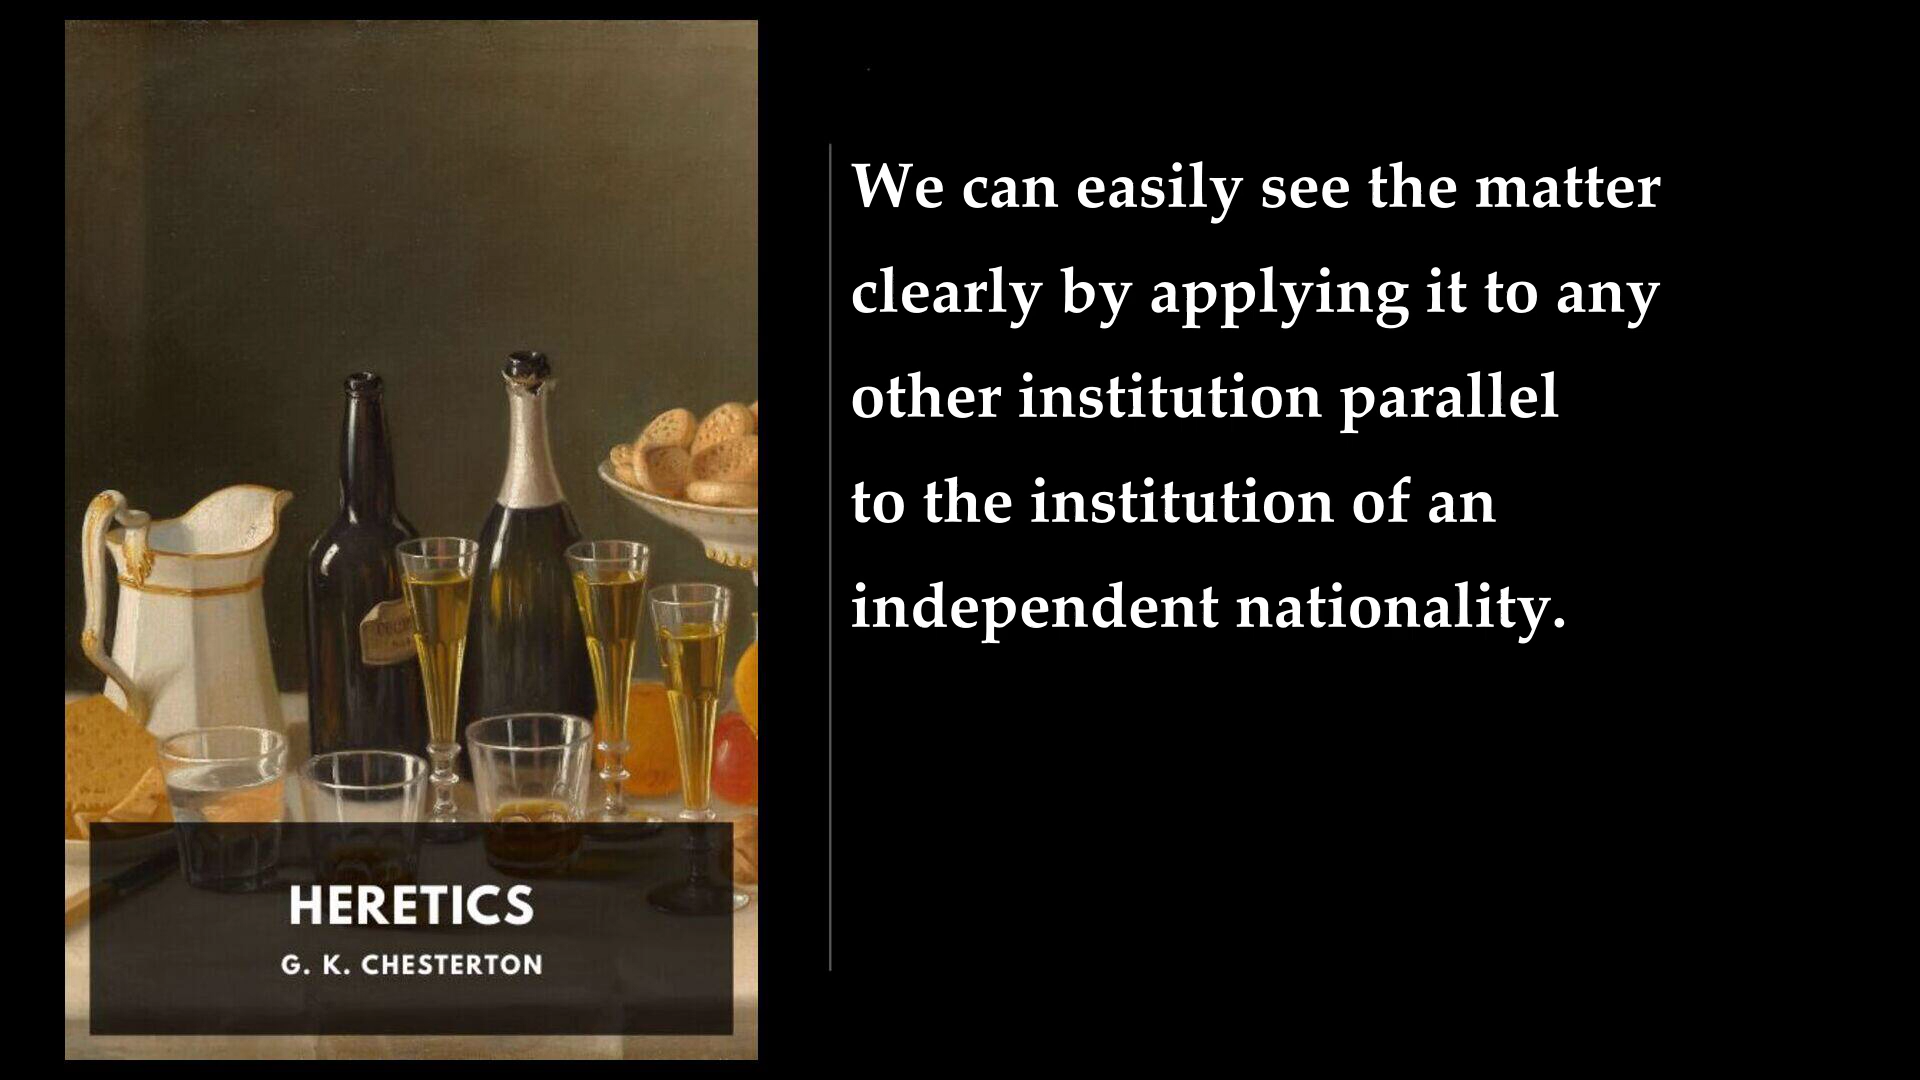 We can easily see the matter
clearly by applying it to any
other institution parallel
to the institution of an
independent nationality.
HERETICS
G. K. CHESTERTON